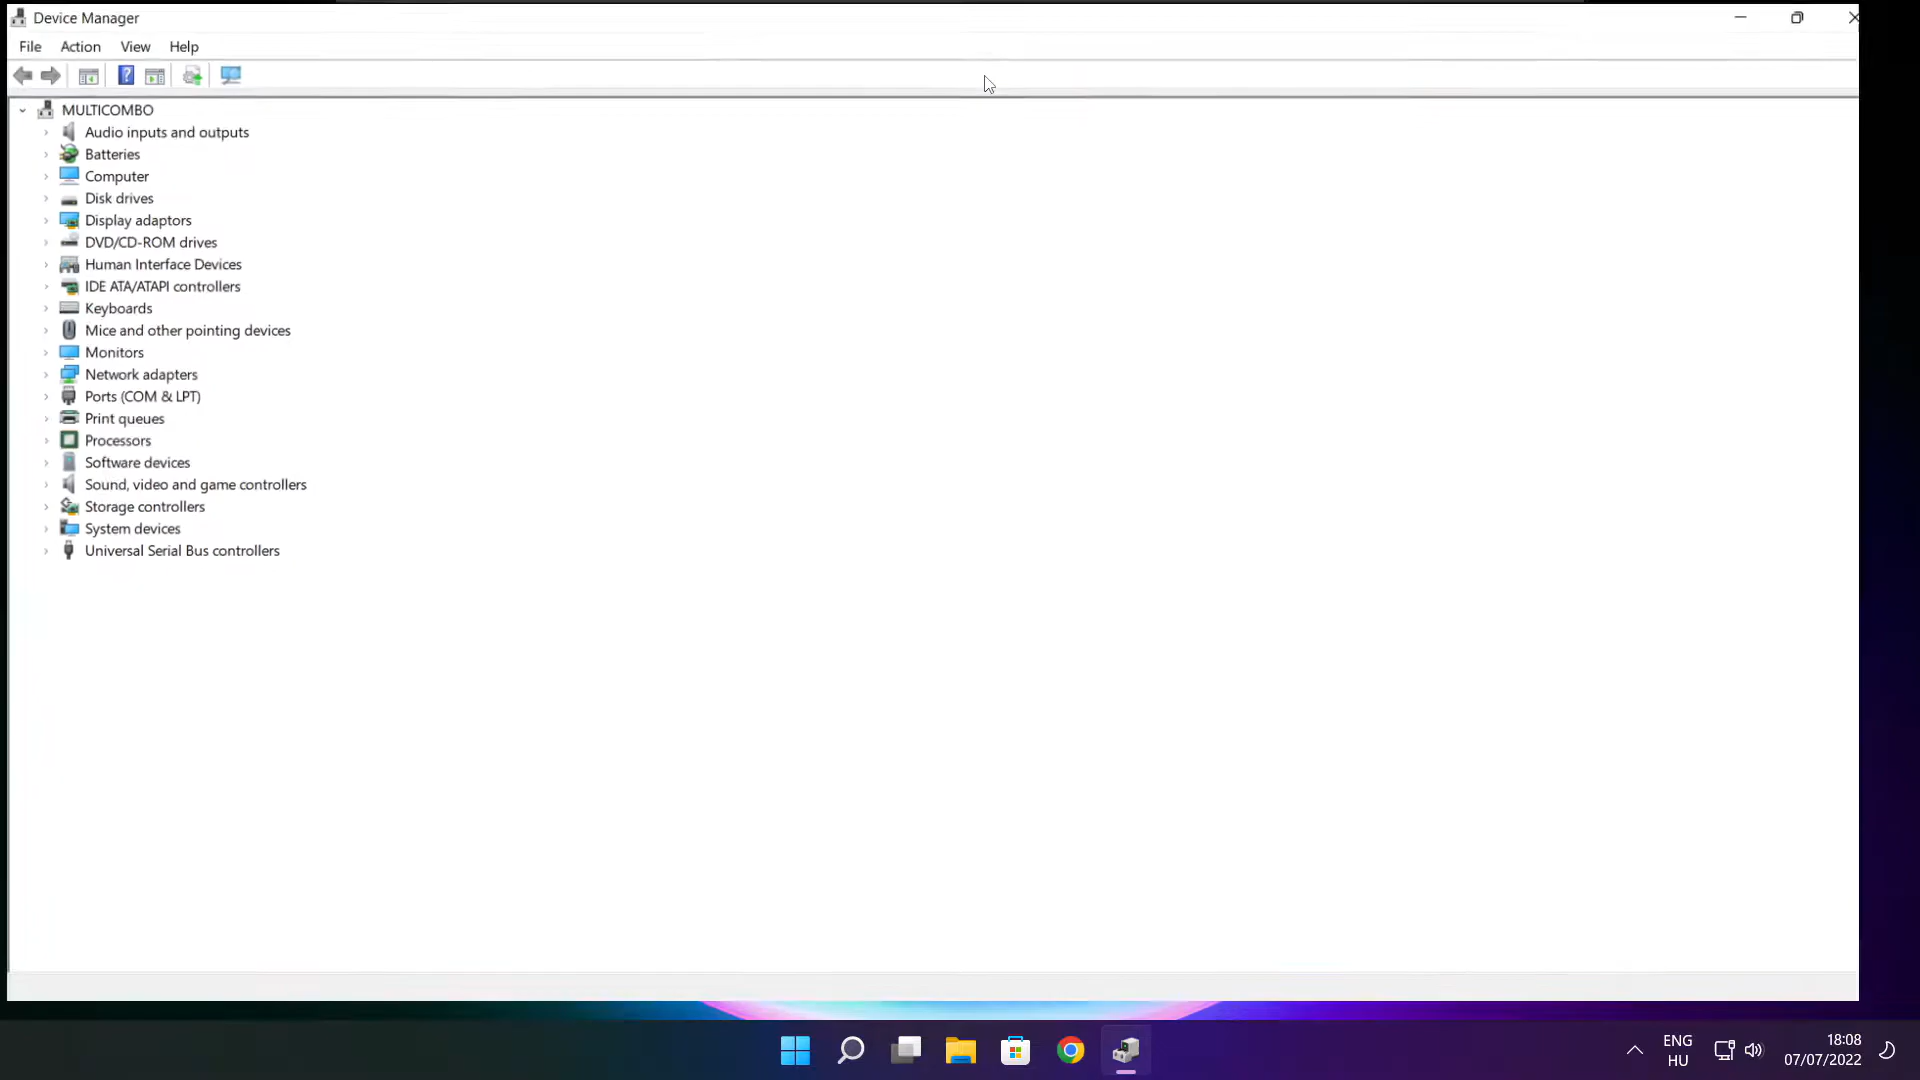 Device Manager
File Action View Help
MULTICOMBO
Audio inputs and outputs
Batteries
Computer
Disk drives
Display adaptors
DVD/CD-ROM drives
Human Interface Devices
IDE ATA/ATAPI controllers
Keyboards
Mice and other pointing devices
Monitors
Network adapters
Ports (COM & LPT)
Print queues
Processors
Software devices
Sound, video and game controllers
Storage controllers
System devices
Universal Serial Bus controllers
ENG
HU
18:08
07/07/2022